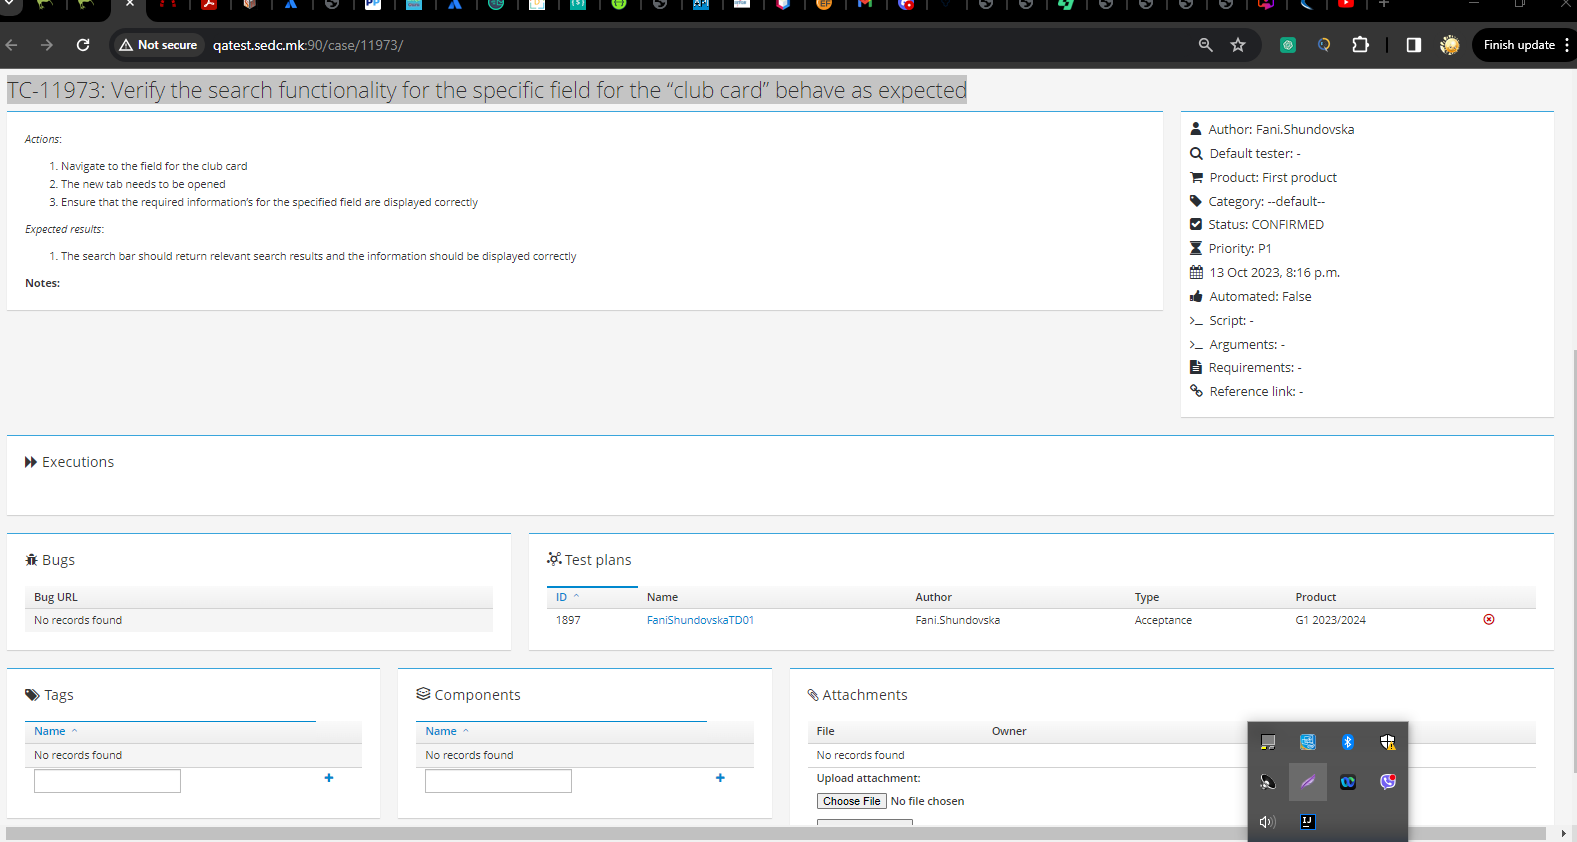 Not secure
qatest.sedc.mk:90/case/11973/
Finish update
TC-11973: Verify the search functionality for the specific field for the “club card” behave as expected
Actions:
1. Navigate to the field for the club card
2. The new tab needs to be opened
3. Ensure that the required information's for the specified field are displayed correctly
Expected results:
1. The search bar should return relevant search results and the information should be displayed correctly
Notes:
Author: Fani.Shundovska
Default tester: -
Product: First product
Category: --default--
Status: CONFIRMED
Priority: P1
13 Oct 2023, 8:16 p.m.
Automated: False
Script: -
Arguments: -
Requirements: -
Reference link: -
Executions
Bugs
Bug URL
No records found
Test plans
ID Name Author Type Product
1897 FaniShundovskaTD01 Fani.Shundovska Acceptance G1 2023/2024
Tags
Name
No records found
Components
Name
No records found
Attachments
File Owner
No records found
Upload attachment:
Choose File No file chosen